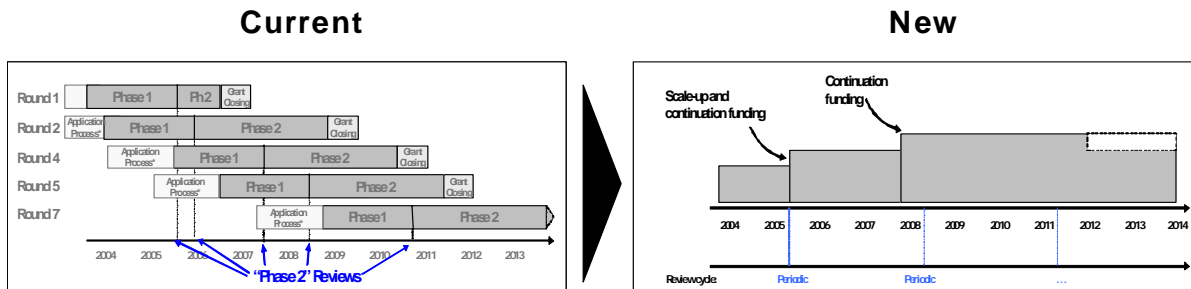 Current
New
Round 1
Phase 1
Ph 2
Grant
Closing
Round 2
Application
Process*
Phase 1
Phase 2
Grant
Closing
Round 4
Application
Process*
Phase 1
Phase 2
Grant
Closing
Round 5
Application
Process*
Phase 1
Phase 2
Grant
Closing
Round 7
Application
Process*
Phase 1
Phase 2
2004 2005 2006 2007 2008 2009 2010 2011 2012 2013
“Phase 2” Reviews
Scale-up and
continuation funding
Continuation
funding
2004 2005 2006 2007 2008 2009 2010 2011 2012 2013 2014
Review cycle:
Periodic
Periodic
…